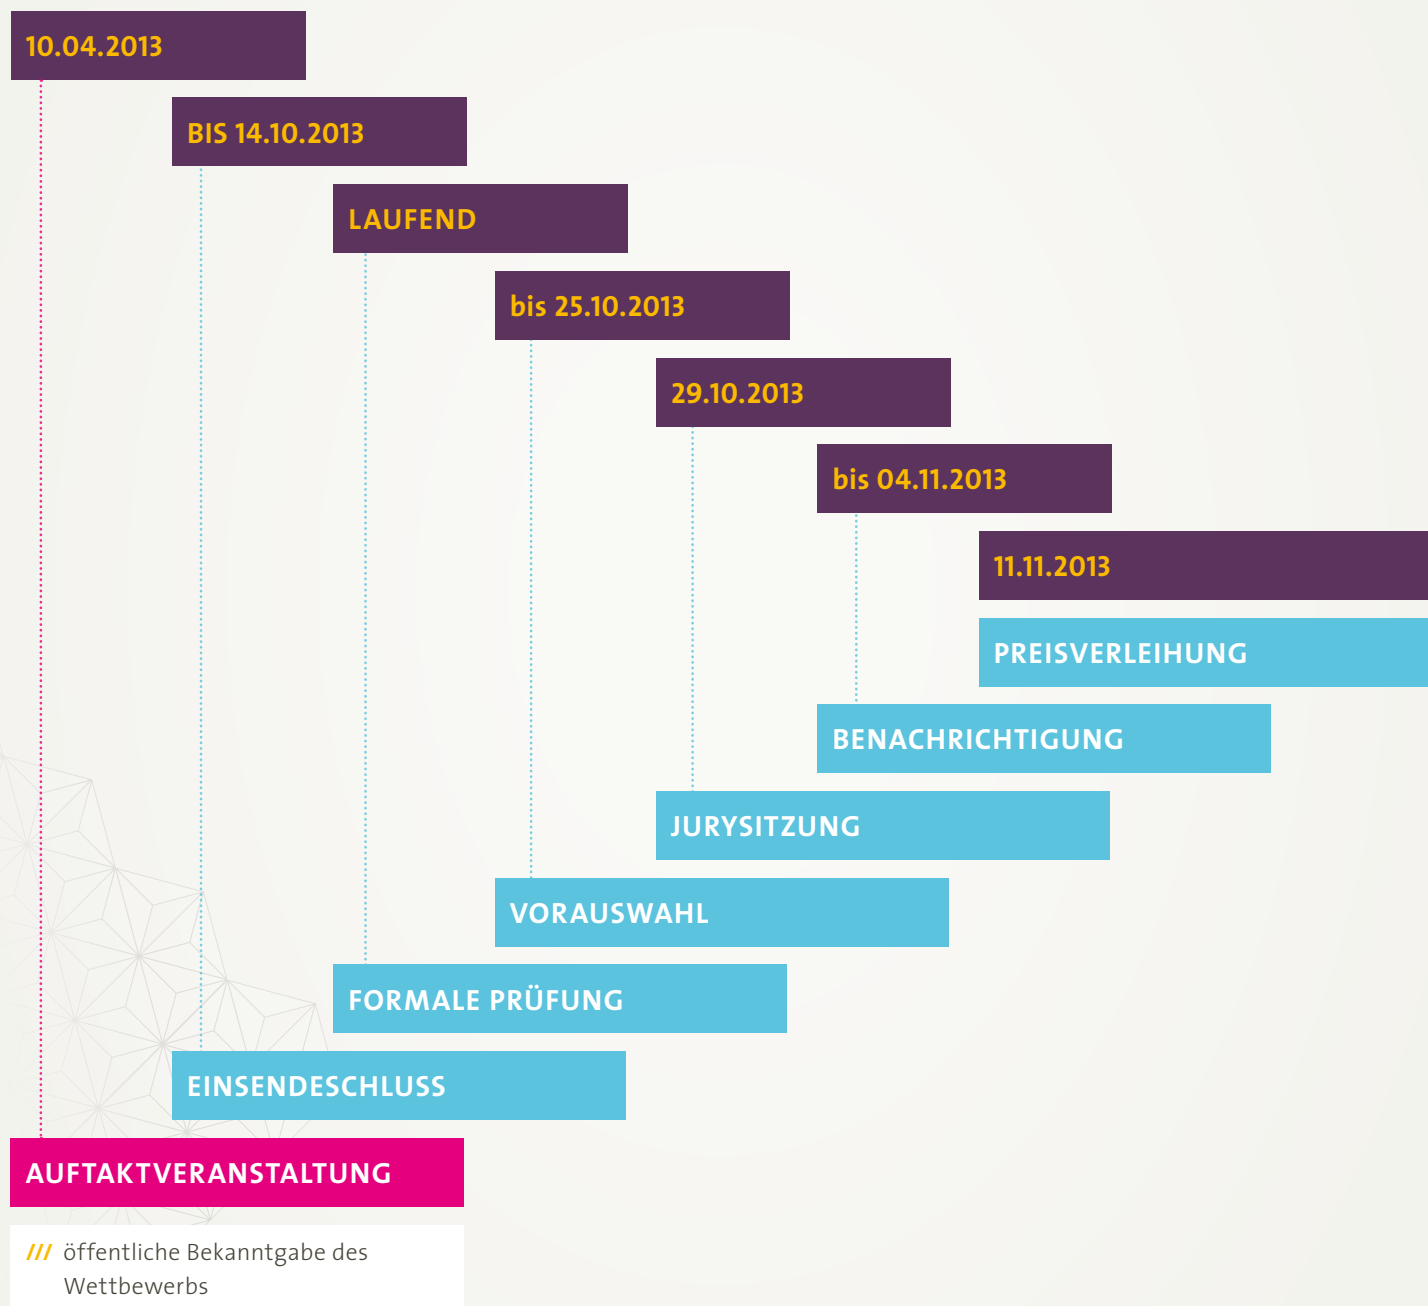 10.04.2013
BIS 14.10.2013
LAUFEND
bis 25.10.2013
29.10.2013
bis 04.11.2013
11.11.2013
PREISVERLEIHUNG
BENACHRICHTIGUNG
JURYSITZUNG
VORAUSWAHL
FORMALE PRÜFUNG
EINSENDESCHLUSS
AUFTAKTVERANSTALTUNG
/// öffentliche Bekanntgabe des
Wettbewerbs